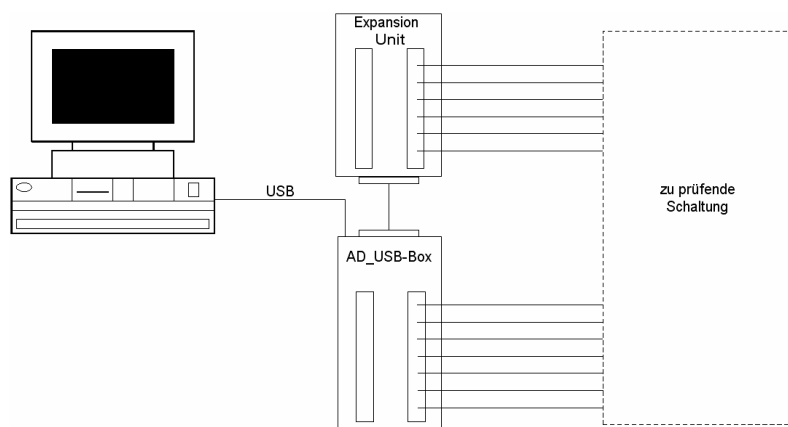 Expansion
Unit
USB
zu prüfende
Schaltung
AD_USB-Box